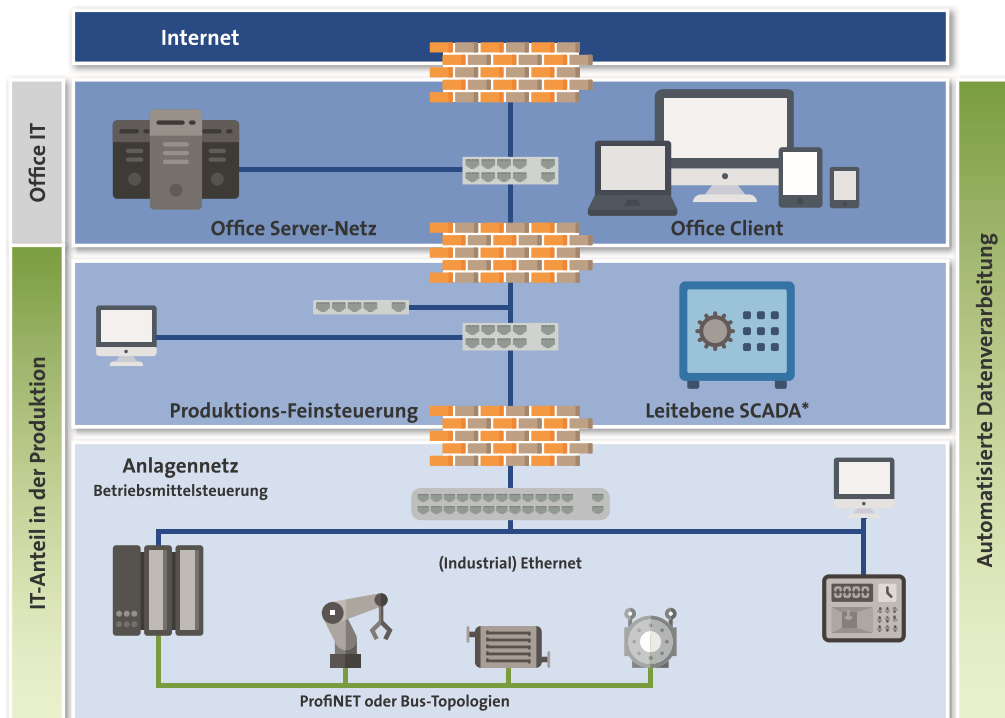 Internet
Office IT
Office Server-Netz
Office Client
Automatisierte Datenverarbeitung
IT-Anteil in der Produktion
Produktions-Feinsteuerung
Leitebene SCADA*
Anlagennetz
Betriebsmittelsteuerung
(Industrial) Ethernet
ProfiNET oder Bus-Topologien